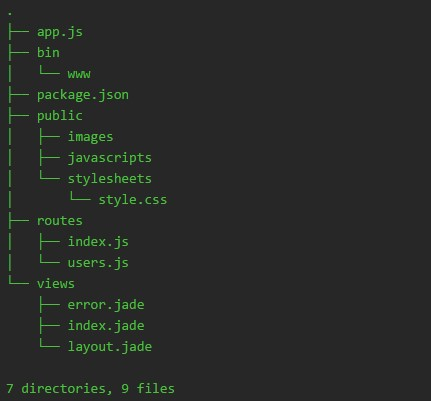 .
├── app.js
├── bin
│   └── www
├── package.json
├── public
│   ├── images
│   ├── javascripts
│   └── stylesheets
│       └── style.css
├── routes
│   ├── index.js
│   └── users.js
└── views
    ├── error.jade
    ├── index.jade
    └── layout.jade
7 directories, 9 files